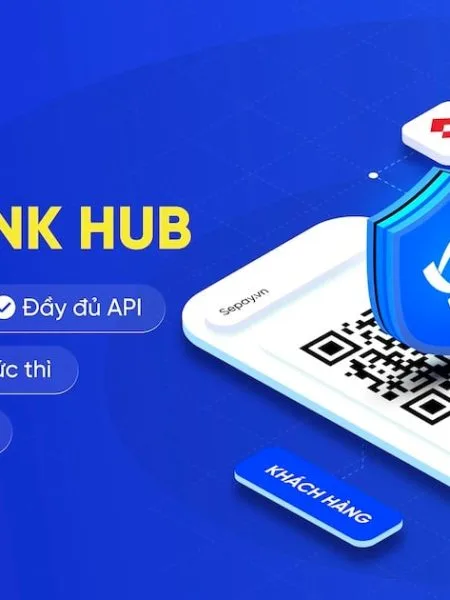 NK HUB
Đầy đủ API
ức thì
Sepay.vn
KHÁCH HÀNG